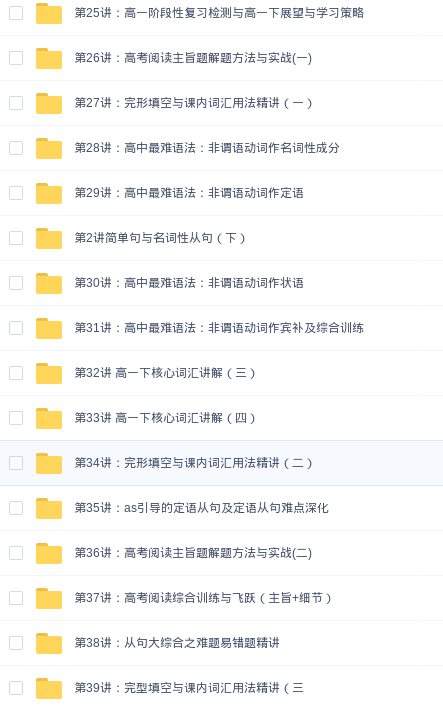 第25讲：高一阶段性复习检测与高一下展望与学习策略
第26讲：高考阅读主旨题解题方法与实战(一)
第27讲：完形填空与课内词汇用法精讲（一）
第28讲：高中最难语法：非谓语动词作名词性成分
第29讲：高中最难语法：非谓语动词作定语
第2讲简单句与名词性从句（下）
第30讲：高中最难语法：非谓语动词作状语
第31讲：高中最难语法：非谓语动词作宾补及综合训练
第32讲 高一下核心词汇讲解（三）
第33讲 高一下核心词汇讲解（四）
第34讲：完形填空与课内词汇用法精讲（二）
第35讲：as引导的定语从句及定语从句难点深化
第36讲：高考阅读主旨题解题方法与实战(二)
第37讲：高考阅读综合训练与飞跃（主旨+细节）
第38讲：从句大综合之难题易错题精讲
第39讲：完型填空与课内词汇用法精讲（三